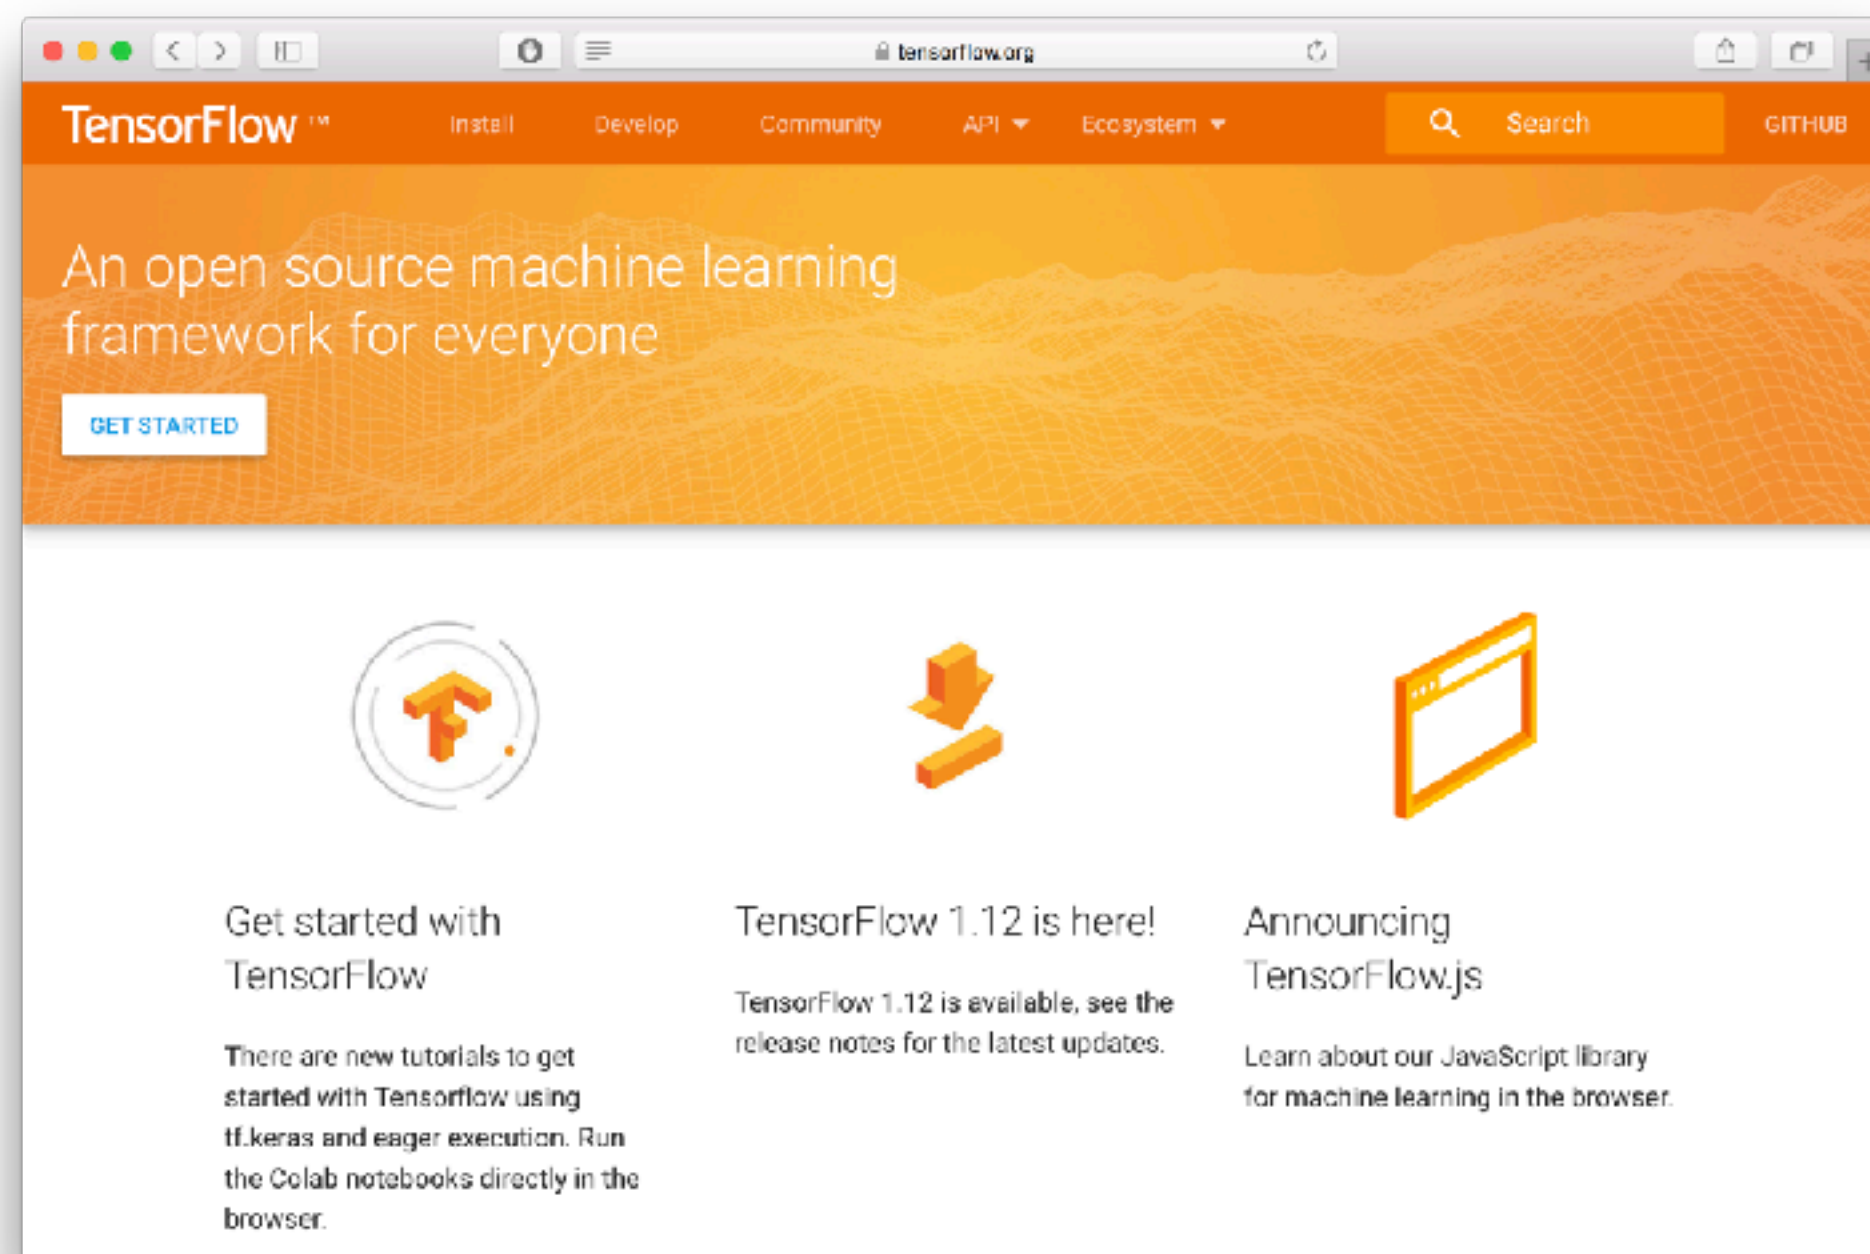 tensorflow.org
TensorFlow ™
Install
Develop
Community
API
Ecosystem
Search
GITHUB
An open source machine learning
framework for everyone
GET STARTED
Get started with
TensorFlow
There are new tutorials to get
started with Tensorflow using
tf.keras and eager execution. Run
the Colab notebooks directly in the
browser.
TensorFlow 1.12 is here!
TensorFlow 1.12 is available, see the
release notes for the latest updates.
Announcing
TensorFlow.js
Learn about our JavaScript library
for machine learning in the browser.